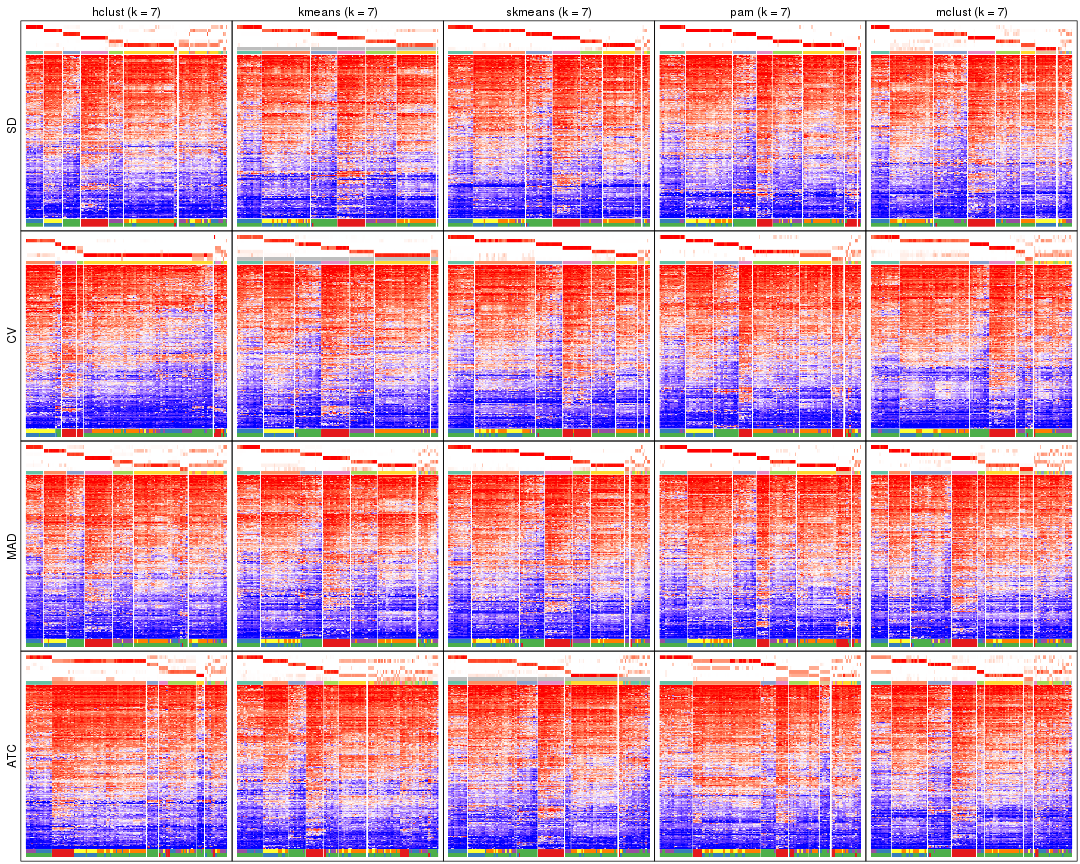 hclust (k = 7) kmeans (k = 7) skmeans (k = 7) pam (k = 7) mclust (k = 7)
SD
CV
MAD
ATC